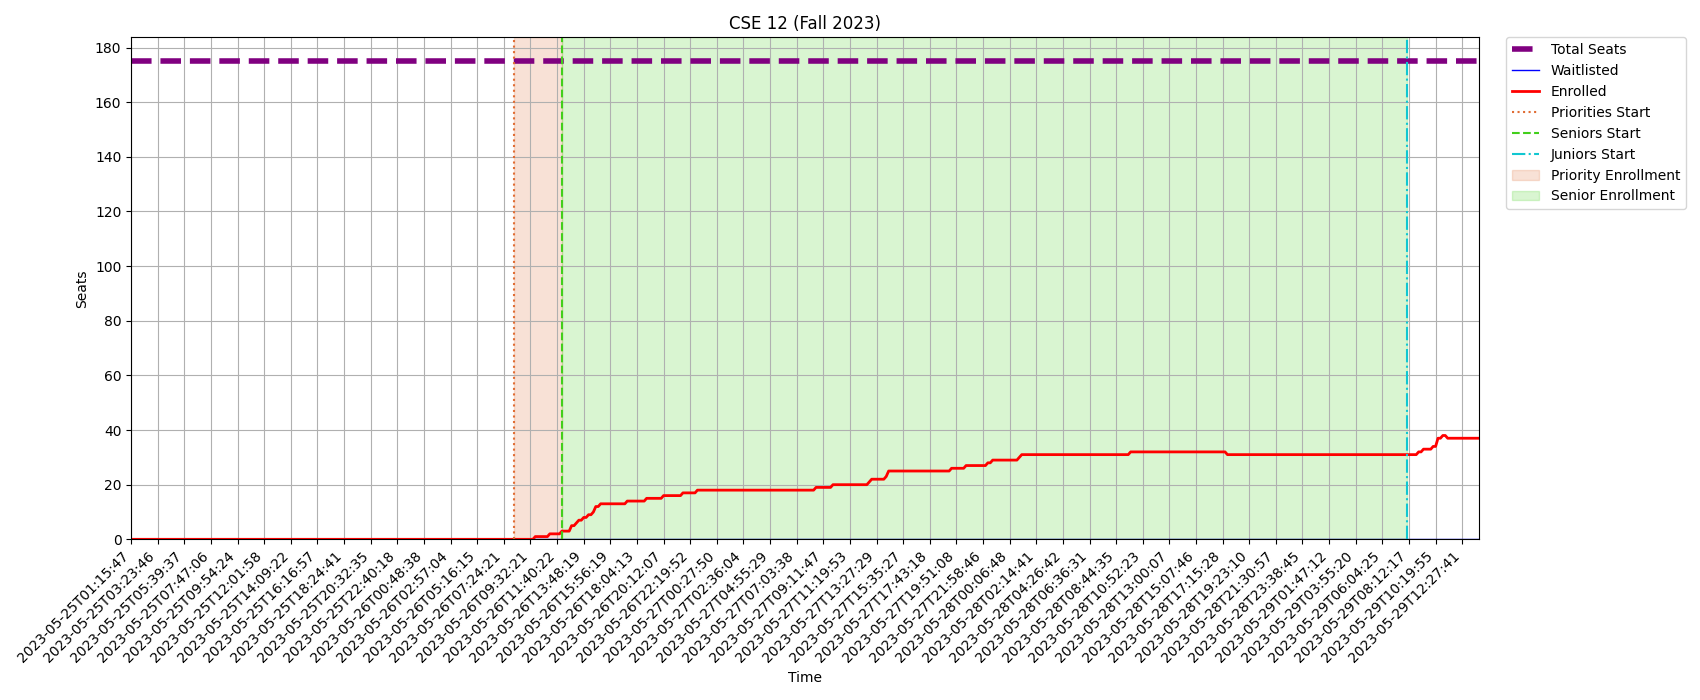 CSE 12 (Fall 2023)
Seats
180
160
140
120
100
80
60
40
20
0
2023-05-25T01:15:47
2023-05-25T03:23:46
2023-05-25T05:39:37
2023-05-25T07:47:06
2023-05-25T09:54:24
2023-05-25T12:01:58
2023-05-25T14:09:22
2023-05-25T16:16:57
2023-05-25T18:24:41
2023-05-25T20:32:35
2023-05-25T22:40:18
2023-05-26T00:48:38
2023-05-26T02:57:04
2023-05-26T05:16:15
2023-05-26T07:24:21
2023-05-26T09:32:21
2023-05-26T11:40:22
2023-05-26T13:48:19
2023-05-26T15:56:19
2023-05-26T18:04:13
2023-05-26T20:12:07
2023-05-26T22:19:52
2023-05-27T00:27:50
2023-05-27T02:36:04
2023-05-27T04:55:29
2023-05-27T07:03:38
2023-05-27T09:11:47
2023-05-27T11:19:53
2023-05-27T13:27:29
2023-05-27T15:35:27
2023-05-27T17:43:18
2023-05-27T19:51:08
2023-05-27T21:58:46
2023-05-28T00:06:48
2023-05-28T02:14:41
2023-05-28T04:26:42
2023-05-28T06:36:31
2023-05-28T08:44:35
2023-05-28T10:52:23
2023-05-28T13:00:07
2023-05-28T15:07:46
2023-05-28T17:15:28
2023-05-28T19:23:10
2023-05-28T21:30:57
2023-05-28T23:38:45
2023-05-29T01:47:12
2023-05-29T03:55:20
2023-05-29T06:04:25
2023-05-29T08:12:17
2023-05-29T10:19:55
2023-05-29T12:27:41
Time
Total Seats
Waitlisted
Enrolled
Priorities Start
Seniors Start
Juniors Start
Priority Enrollment
Senior Enrollment